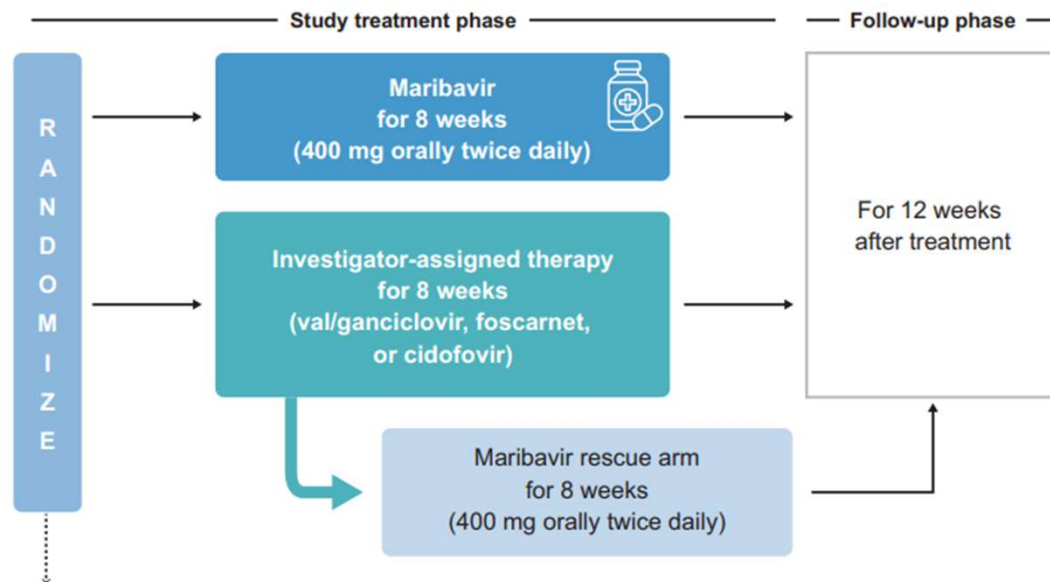 Study treatment phase
Follow-up phase
RANDOMIZE
Maribavir
for 8 weeks
(400 mg orally twice daily)
Investigator-assigned therapy
for 8 weeks
(val/ganciclovir, foscarnet,
or cidofovir)
Maribavir rescue arm
for 8 weeks
(400 mg orally twice daily)
For 12 weeks
after treatment